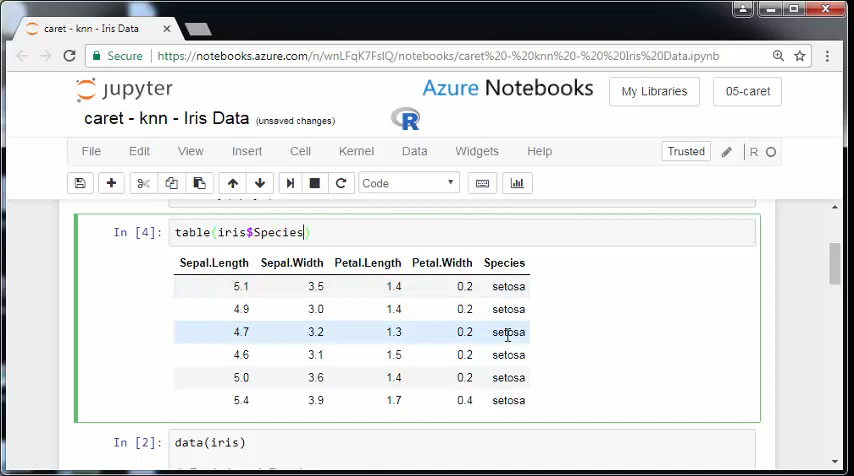 caret - knn - Iris Data
Secure https://notebooks.azure.com/n/wnLFqK7FslQ/notebooks/caret%20-%20knn%20-%20%20Iris%20Data.ipynb
jupyter Azure Notebooks My Libraries 05-caret
caret - knn - Iris Data (unsaved changes) R
File Edit View Insert Cell Kernel Data Widgets Help Trusted R
Code
In [4]: table(iris$Species)
Sepal.Length Sepal.Width Petal.Length Petal.Width Species
5.1 3.5 1.4 0.2 setosa
4.9 3.0 1.4 0.2 setosa
4.7 3.2 1.3 0.2 setosa
4.6 3.1 1.5 0.2 setosa
5.0 3.6 1.4 0.2 setosa
5.4 3.9 1.7 0.4 setosa
In [2]: data(iris)